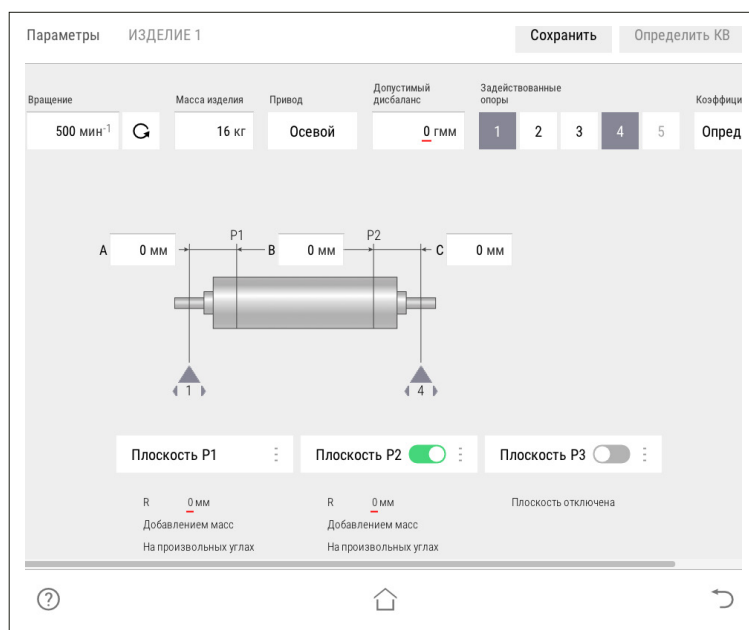 Параметры ИЗДЕЛИЕ 1 Сохранить Определить КВ
Вращение Масса изделия Привод Допустимый дисбаланс Задействованные опоры Коэффици
500 мин-1 16 кг Осевой 0 гмм 1 2 3 4 5 Опред
P1 P2
A 0 мм B 0 мм C 0 мм
1 4
Плоскость P1 Плоскость P2 Плоскость P3
R 0 мм R 0 мм Плоскость отключена
Добавлением масс Добавлением масс
На произвольных углах На произвольных углах
?